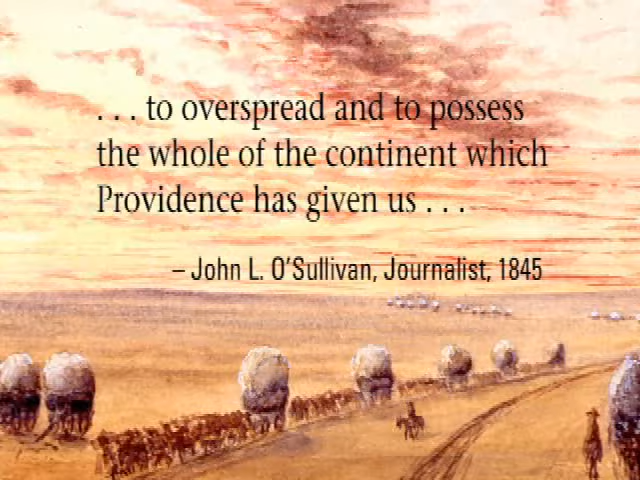 . . . to overspread and to possess
the whole of the continent which
Providence has given us . . .
– John L. O'Sullivan, Journalist, 1845